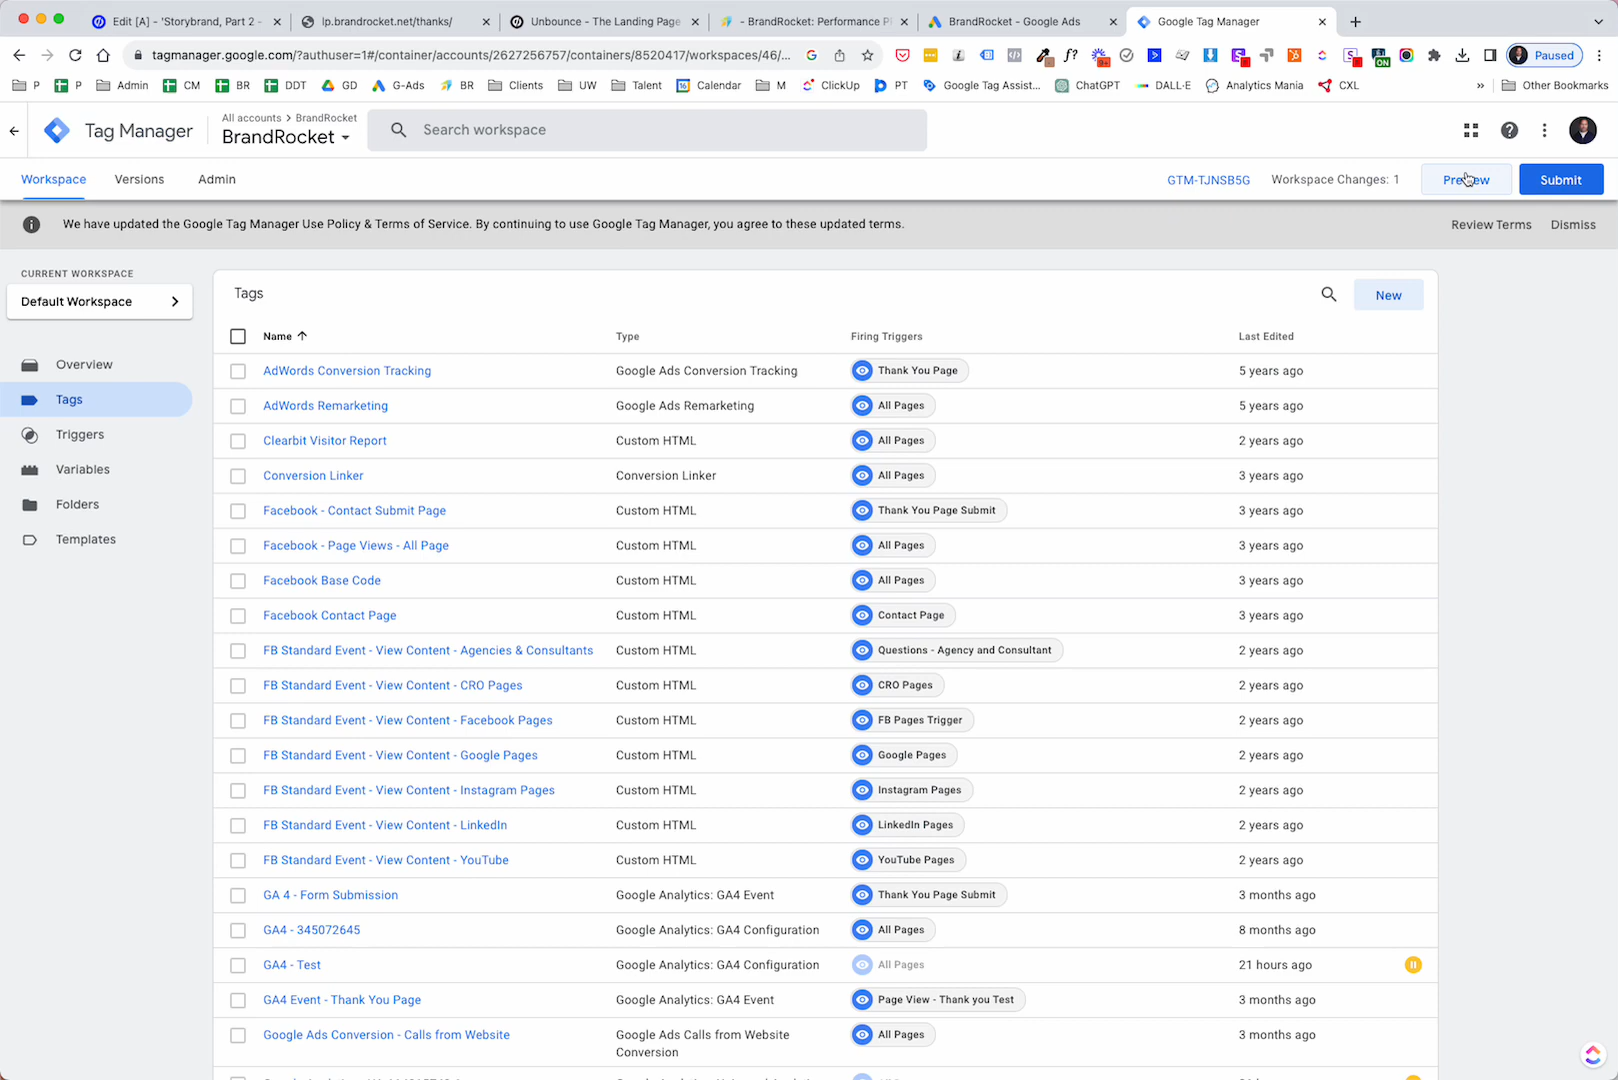 Edit [A] - 'Storybrand, Part 2 -
lp.brandrocket.net/thanks/
Unbounce - The Landing Page
- BrandRocket: Performance P
BrandRocket - Google Ads
Google Tag Manager
tagmanager.google.com/?authuser=1#/container/accounts/2627256757/containers/8520417/workspaces/46/...
Paused
P
P
Admin
CM
BR
DDT
GD
G-Ads
BR
Clients
UW
Talent
Calendar
M
ClickUp
PT
Google Tag Assist...
ChatGPT
DALL·E
Analytics Mania
CXL
»
Other Bookmarks
Tag Manager
All accounts > BrandRocket
BrandRocket
Search workspace
Workspace
Versions
Admin
GTM-TJNSB5G
Workspace Changes: 1
Preview
Submit
We have updated the Google Tag Manager Use Policy & Terms of Service. By continuing to use Google Tag Manager, you agree to these updated terms.
Review Terms
Dismiss
CURRENT WORKSPACE
Default Workspace
Overview
Tags
Triggers
Variables
Folders
Templates
Tags
New
Name Type Firing Triggers Last Edited
AdWords Conversion Tracking Google Ads Conversion Tracking Thank You Page 5 years ago
AdWords Remarketing Google Ads Remarketing All Pages 5 years ago
Clearbit Visitor Report Custom HTML All Pages 2 years ago
Conversion Linker Conversion Linker All Pages 3 years ago
Facebook - Contact Submit Page Custom HTML Thank You Page Submit 3 years ago
Facebook - Page Views - All Page Custom HTML All Pages 3 years ago
Facebook Base Code Custom HTML All Pages 3 years ago
Facebook Contact Page Custom HTML Contact Page 3 years ago
FB Standard Event - View Content - Agencies & Consultants Custom HTML Questions - Agency and Consultant 2 years ago
FB Standard Event - View Content - CRO Pages Custom HTML CRO Pages 2 years ago
FB Standard Event - View Content - Facebook Pages Custom HTML FB Pages Trigger 2 years ago
FB Standard Event - View Content - Google Pages Custom HTML Google Pages 2 years ago
FB Standard Event - View Content - Instagram Pages Custom HTML Instagram Pages 2 years ago
FB Standard Event - View Content - LinkedIn Custom HTML LinkedIn Pages 2 years ago
FB Standard Event - View Content - YouTube Custom HTML YouTube Pages 2 years ago
GA 4 - Form Submission Google Analytics: GA4 Event Thank You Page Submit 3 months ago
GA4 - 345072645 Google Analytics: GA4 Configuration All Pages 8 months ago
GA4 - Test Google Analytics: GA4 Configuration All Pages 21 hours ago
GA4 Event - Thank You Page Google Analytics: GA4 Event Page View - Thank you Test 3 months ago
Google Ads Conversion - Calls from Website Google Ads Calls from Website Conversion All Pages 3 months ago